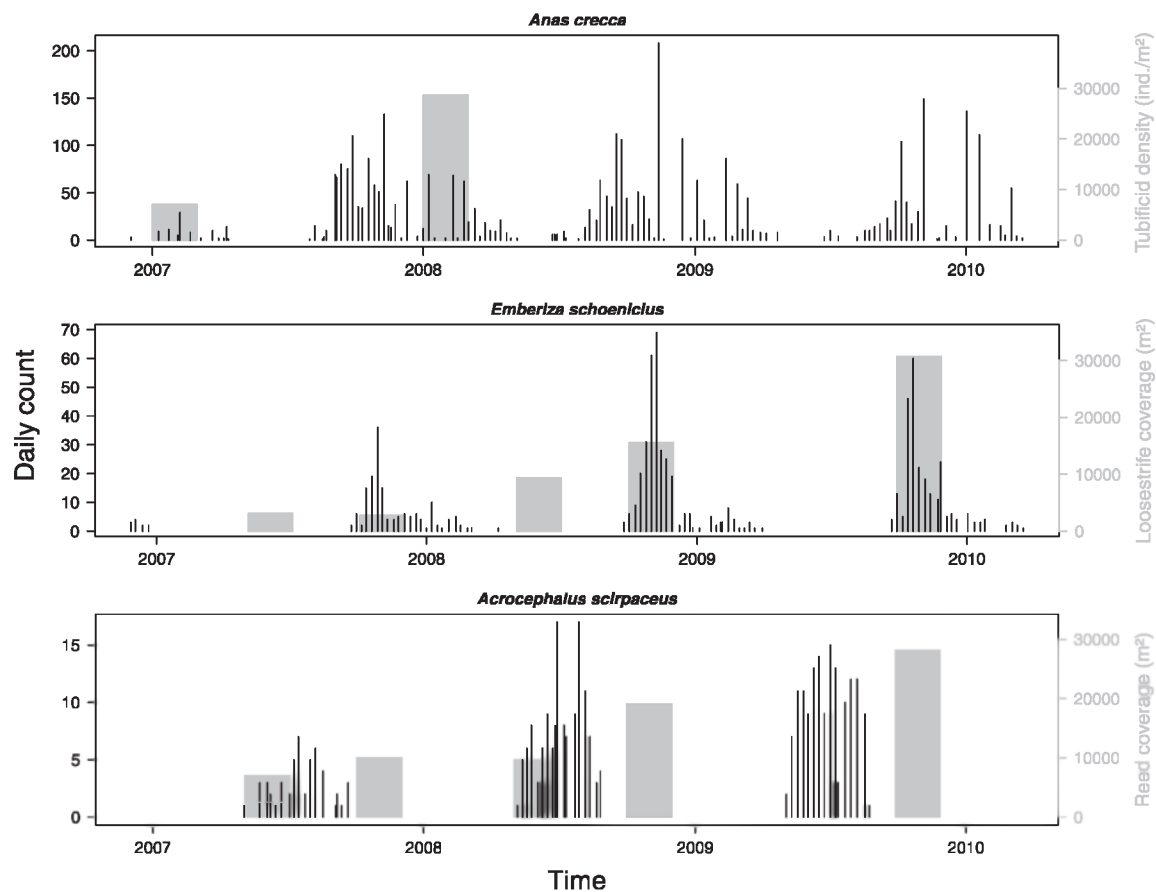 Anas crecca
200
150
100
50
0
30000
20000
10000
0
Tubificid density (ind./m²)
2007 2008 2009 2010
Emberiza schoeniclus
70
60
50
40
30
20
10
0
30000
20000
10000
0
Loosestrife coverage (m²)
2007 2008 2009 2010
Daily count
Acrocephalus scirpaceus
15
10
5
0
30000
20000
10000
0
Reed coverage (m²)
2007 2008 2009 2010
Time